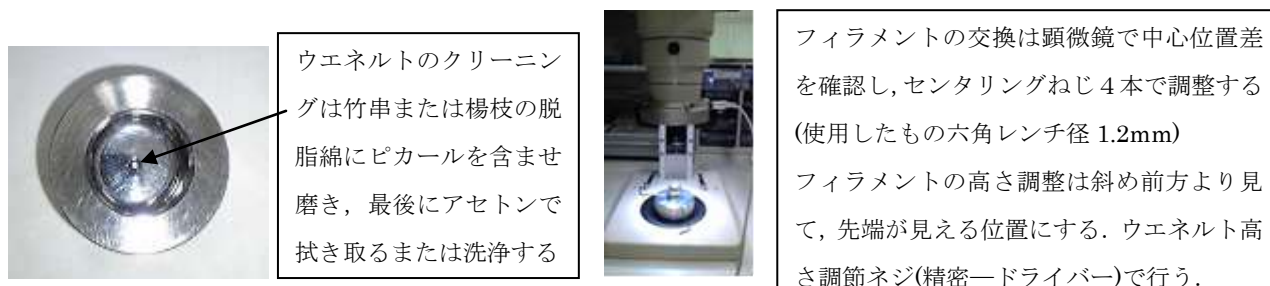 ウエネルトのクリーニン
グは竹串または楊枝の脱
脂綿にピカールを含ませ
磨き，最後にアセトンで
拭き取るまたは洗浄する
フィラメントの交換は顕微鏡で中心位置差
を確認し,センタリングねじ４本で調整する
(使用したもの六角レンチ径 1.2mm)
フィラメントの高さ調整は斜め前方より見
て，先端が見える位置にする．ウエネルト高
さ調節ネジ(精密―ドライバー)で行う．